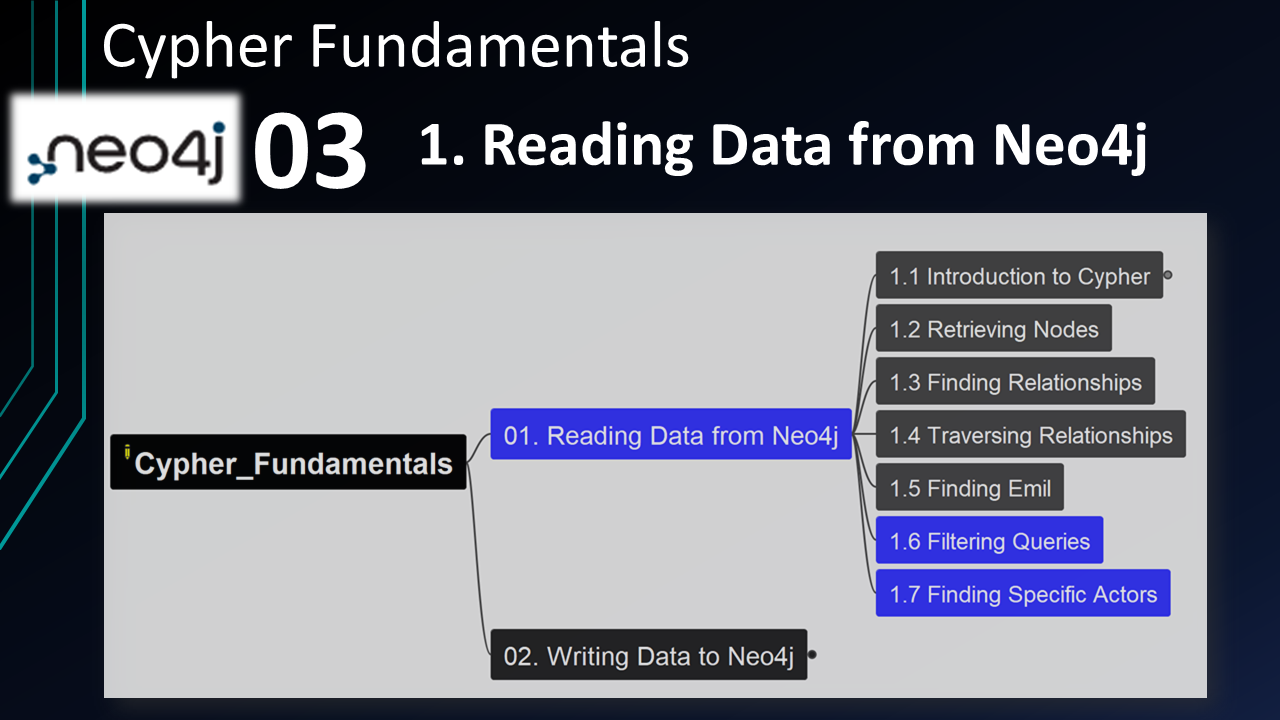 Cypher Fundamentals
neo4j
03
1. Reading Data from Neo4j
Cypher_Fundamentals
01. Reading Data from Neo4j
1.1 Introduction to Cypher
1.2 Retrieving Nodes
1.3 Finding Relationships
1.4 Traversing Relationships
1.5 Finding Emil
1.6 Filtering Queries
1.7 Finding Specific Actors
02. Writing Data to Neo4j